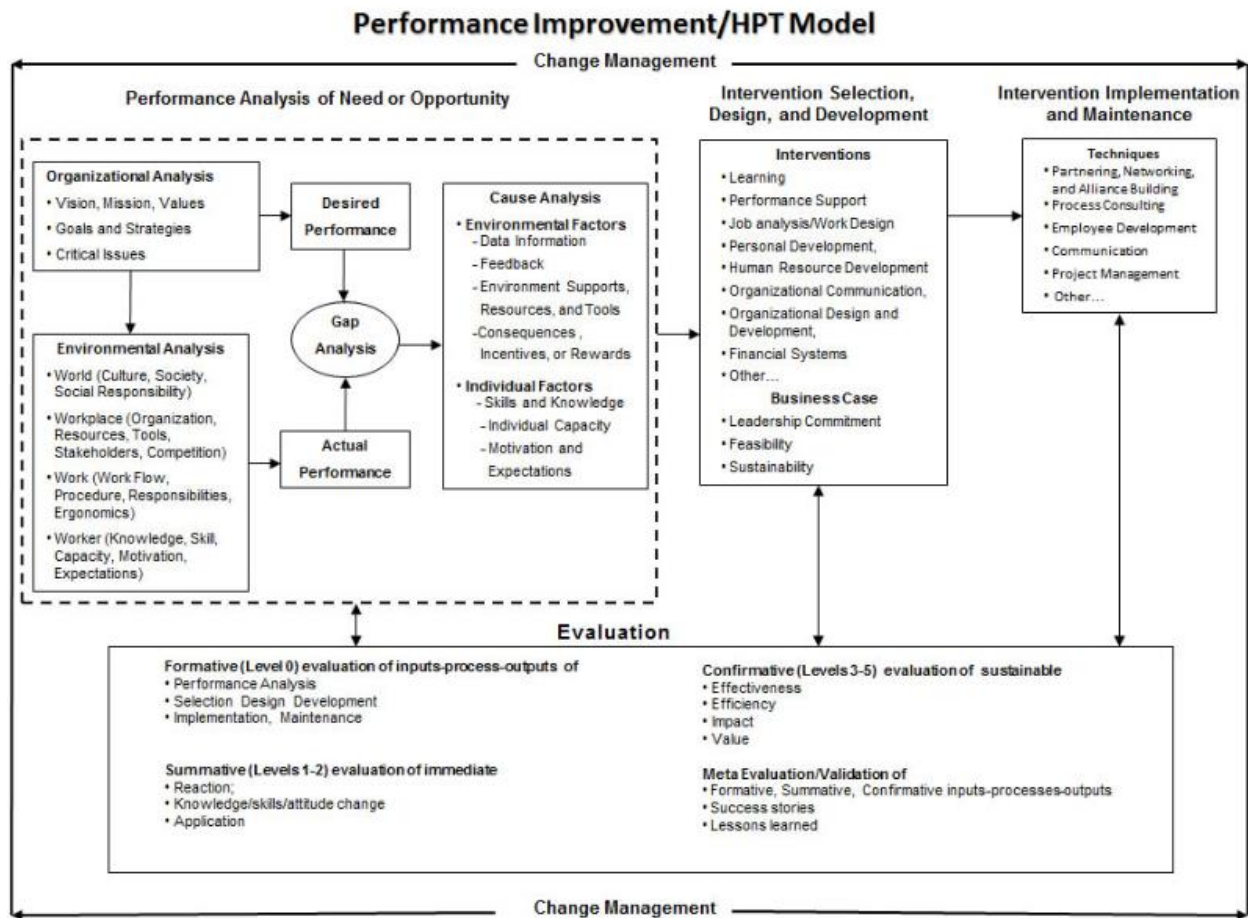 Performance Improvement/HPT Model
Change Management
Performance Analysis of Need or Opportunity
Organizational Analysis
• Vision, Mission, Values
• Goals and Strategies
• Critical Issues
Environmental Analysis
• World (Culture, Society,
Social Responsibility)
• Workplace (Organization,
Resources, Tools,
Stakeholders, Competition)
• Work (Work Flow,
Procedure, Responsibilities,
Ergonomics)
• Worker (Knowledge, Skill,
Capacity, Motivation,
Expectations)
Desired
Performance
Gap
Analysis
Actual
Performance
Cause Analysis
• Environmental Factors
- Data Information
- Feedback
- Environment Supports,
Resources, and Tools
-Consequences ,
Incentives, or Rewards
• Individual Factors
- Skills and Knowledge
- Individual Capacity
- Motivation and
Expectations
Intervention Selection,
Design, and Development
Interventions
• Learning
• Performance Support
• Job analysis/Work Design
• Personal Development,
• Human Resource Development
• Organizational Communication,
• Organizational Design and
Development,
• Financial Systems
• Other...
Business Case
• Leadership Commitment
• Feasibility
• Sustainability
Intervention Implementation
and Maintenance
Techniques
• Partnering, Networking,
and Alliance Building
• Process Consulting
• Employee Development
• Communication
• Project Management
• Other...
Evaluation
Formative (Level 0) evaluation of inputs-process-outputs of
• Performance Analysis
• Selection Design Development
• Implementation, Maintenance
Summative (Levels 1-2) evaluation of immediate
• Reaction;
• Knowledge/skills/attitude change
• Application
Confirmative (Levels 3-5) evaluation of sustainable
• Effectiveness
• Efficiency
• Impact
• Value
Meta Evaluation/Validation of
• Formative, Summative, Confirmative inputs-processes-outputs
• Success stories
• Lessons learned
Change Management